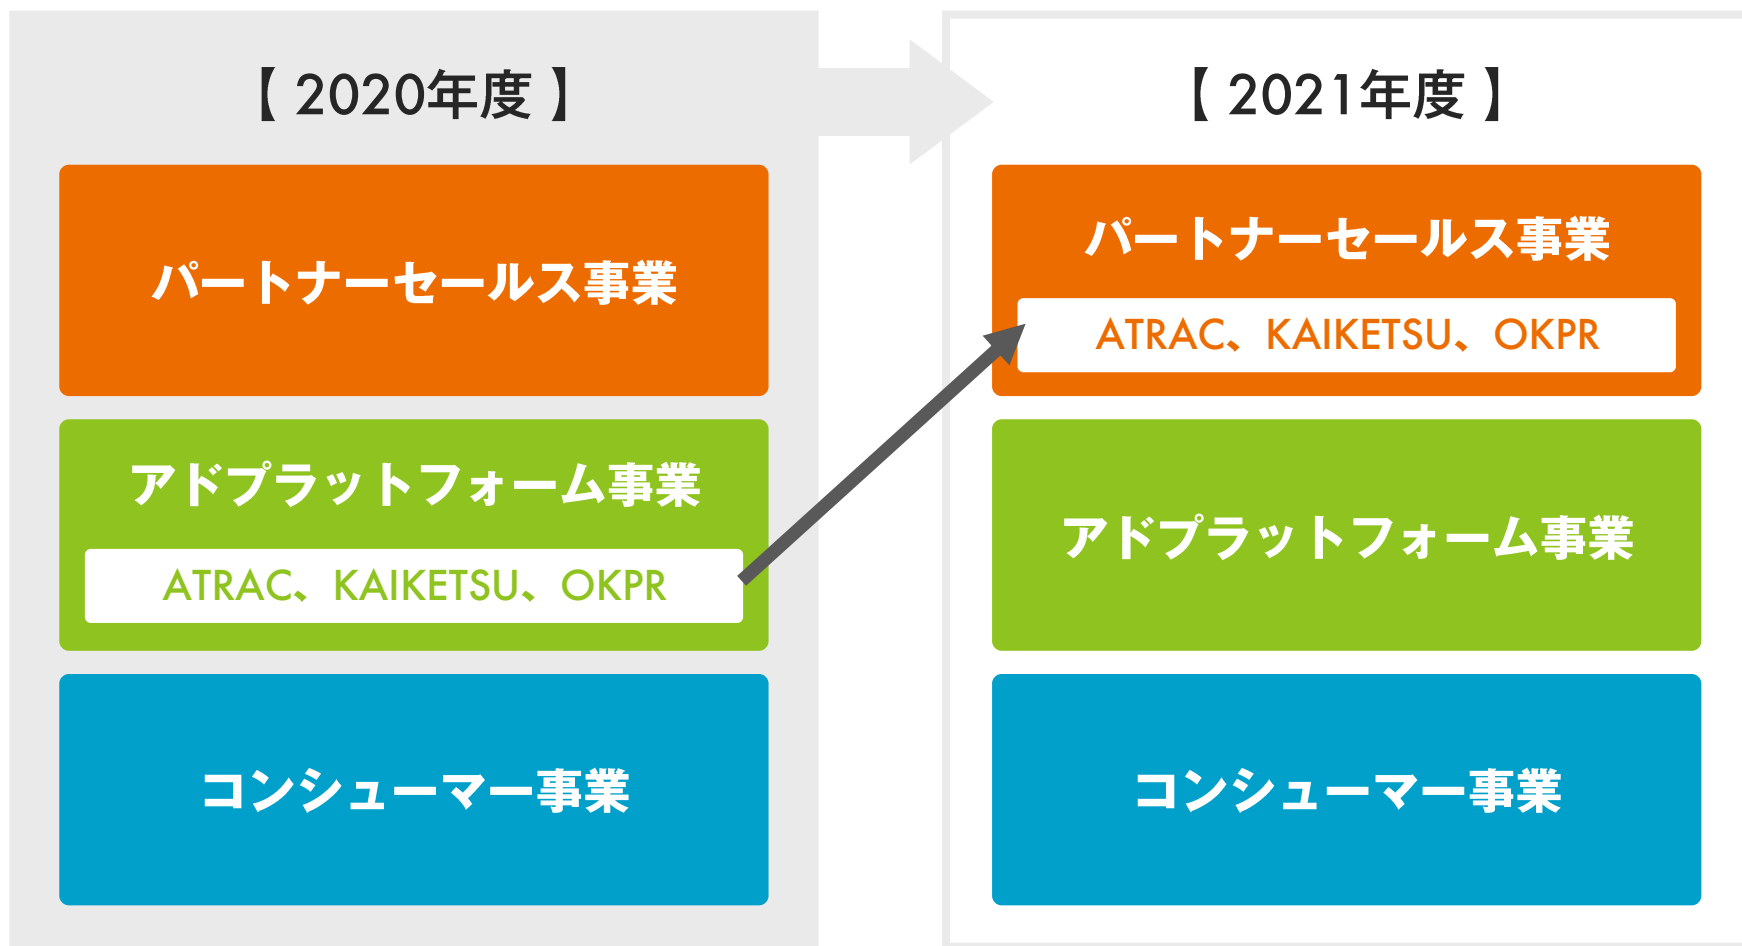 【 2020年度 】
パートナーセールス事業
アドプラットフォーム事業
ATRAC、KAIKETSU、OKPR
コンシューマー事業
【 2021年度 】
パートナーセールス事業
ATRAC、KAIKETSU、OKPR
アドプラットフォーム事業
コンシューマー事業